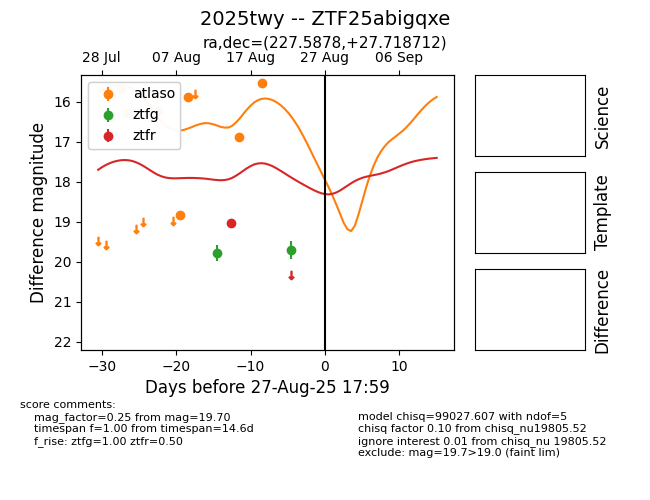 2025twy -- ZTF25abigqxe
ra,dec=(227.5878,+27.718712)
28 Jul 07 Aug 17 Aug 27 Aug 06 Sep
atlaso
ztfg
ztfr
16
17
18
19
20
21
22
Difference magnitude
−30 −20 −10 0 10
Days before 27-Aug-25 17:59
Science
Template
Difference
score comments:
mag_factor=0.25 from mag=19.70
timespan f=1.00 from timespan=14.6d
f_rise: ztfg=1.00 ztfr=0.50
model chisq=99027.607 with ndof=5
chisq factor 0.10 from chisq_nu19805.52
ignore interest 0.01 from chisq_nu 19805.52
exclude: mag=19.7>19.0 (faint lim)